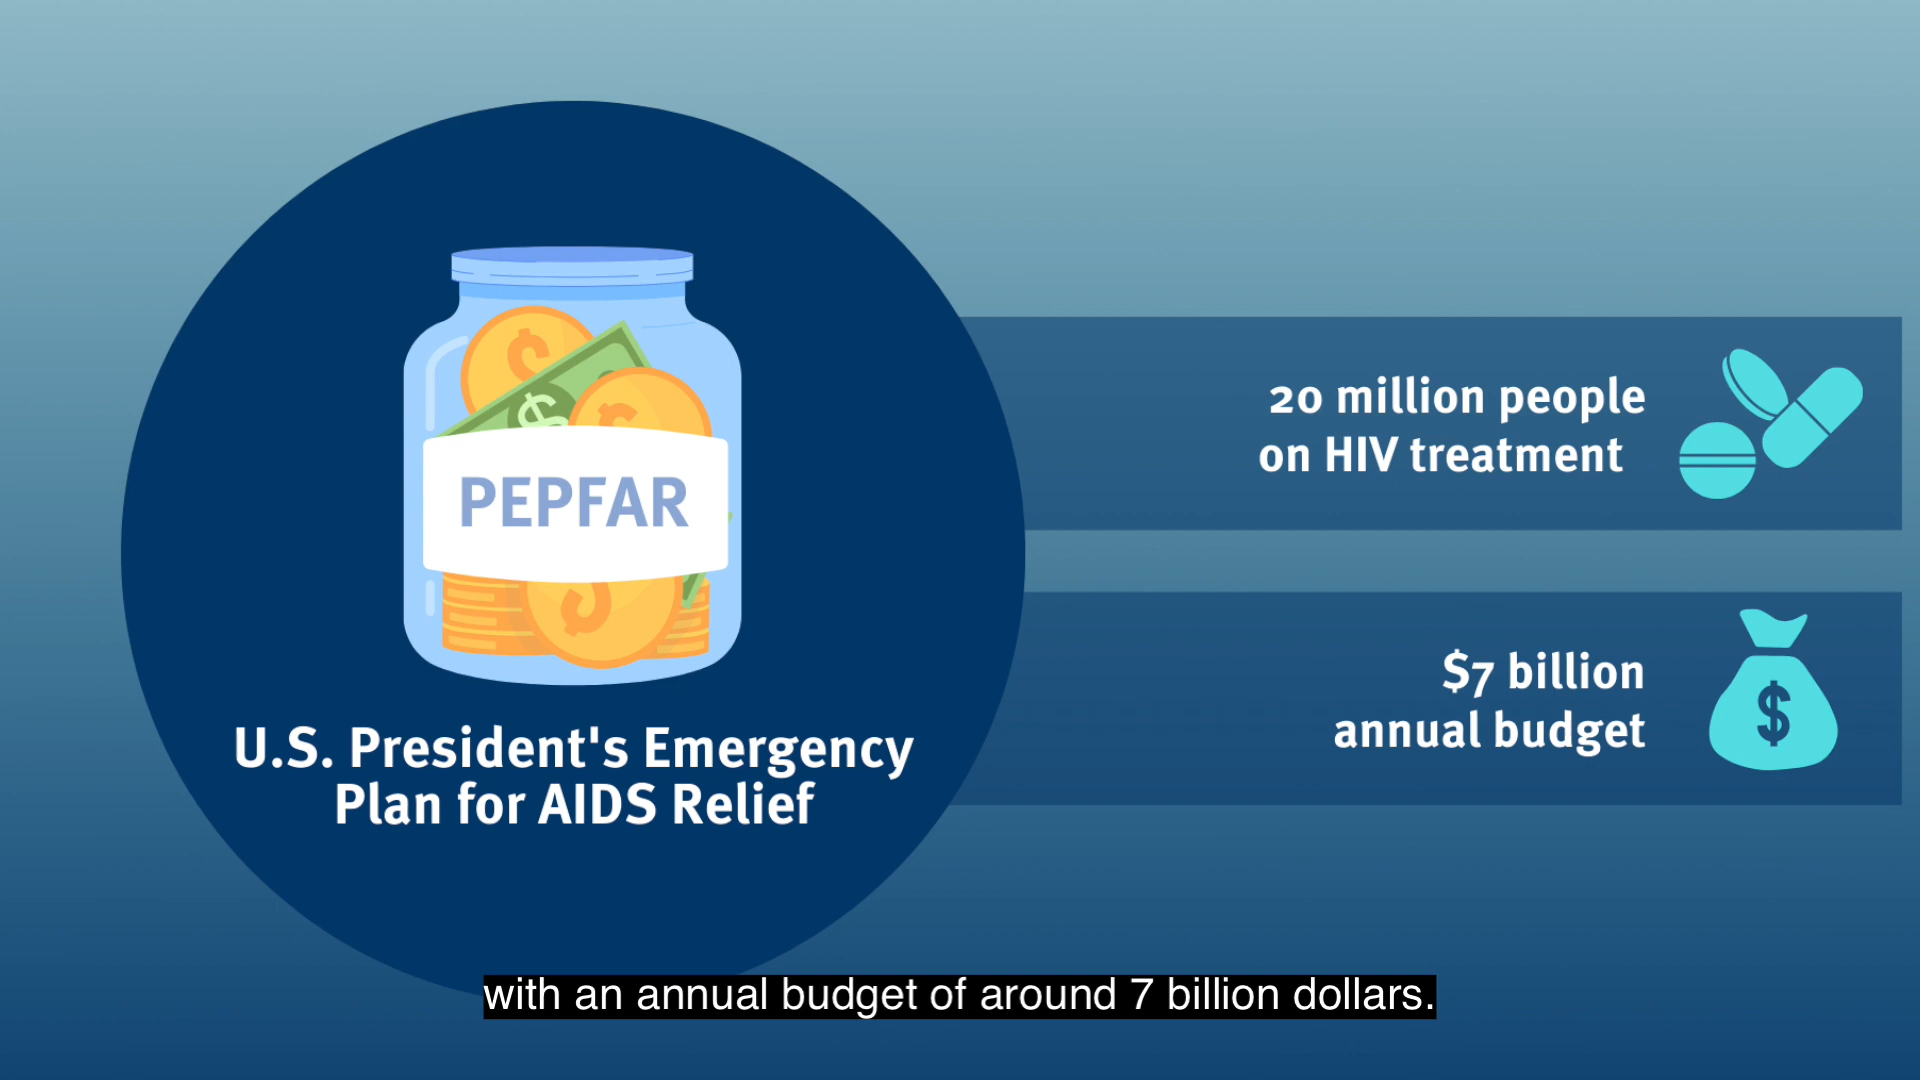 PEPFAR
U.S. President's Emergency
Plan for AIDS Relief
20 million people
on HIV treatment
$7 billion
annual budget
with an annual budget of around 7 billion dollars.